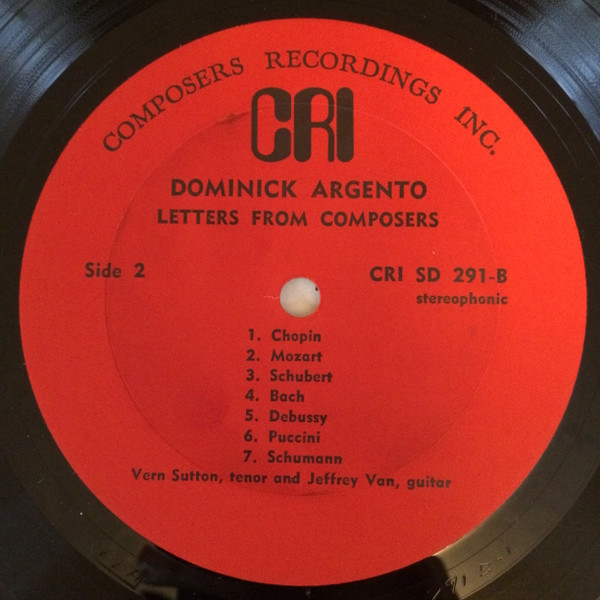 COMPOSERS RECORDINGS INC.
CRI
DOMINICK ARGENTO
LETTERS FROM COMPOSERS
Side 2
CRI SD 291-B
stereophonic
1. Chopin
2. Mozart
3. Schubert
4. Bach
5. Debussy
6. Puccini
7. Schumann
Vern Sutton, tenor and Jeffrey Van, guitar